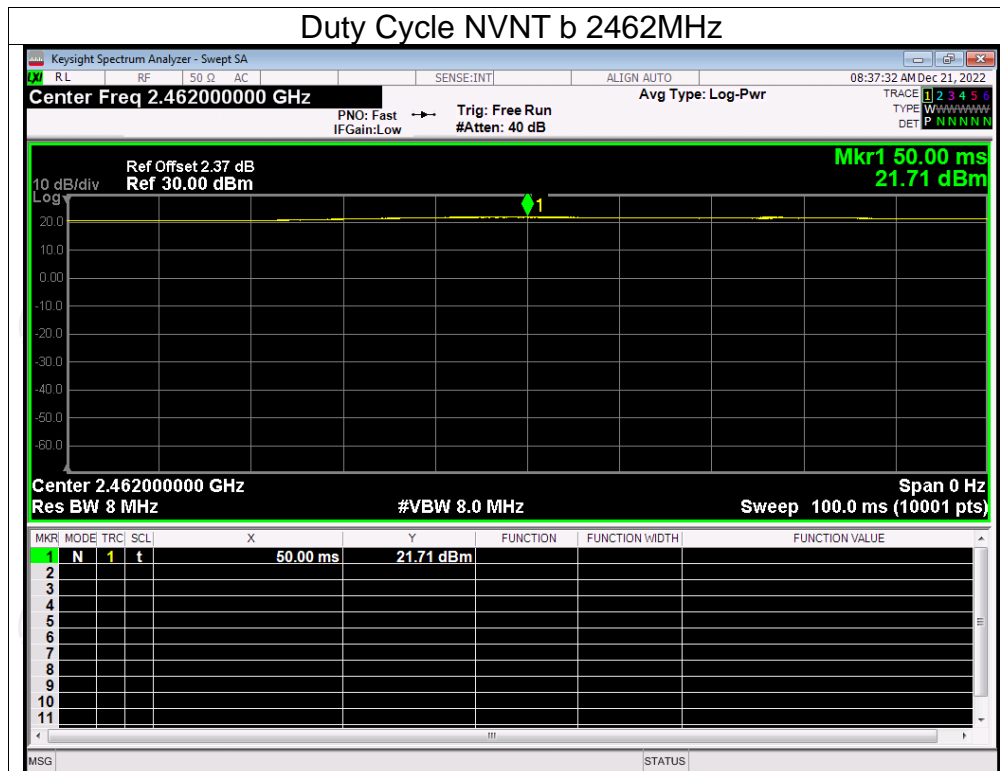 Duty Cycle NVNT b 2462MHz
Keysight Spectrum Analyzer - Swept SA
LXI RL RF 50 Ω AC SENSE:INT ALIGN AUTO 08:37:32 AM Dec 21, 2022
Center Freq 2.462000000 GHz Avg Type: Log-Pwr TRACE 1 2 3 4 5 6
PNO: Fast Trig: Free Run TYPE WWWWWW
IFGain:Low #Atten: 40 dB DET P N N N N N
Mkr1 50.00 ms
Ref Offset 2.37 dB
10 dB/div Ref 30.00 dBm 21.71 dBm
Log
1
20.0
10.0
0.00
-10.0
-20.0
-30.0
-40.0
-50.0
-60.0
Center 2.462000000 GHz Span 0 Hz
Res BW 8 MHz #VBW 8.0 MHz Sweep 100.0 ms (10001 pts)
MKR MODE TRC SCL X Y FUNCTION FUNCTION WIDTH FUNCTION VALUE
1 N 1 t 50.00 ms 21.71 dBm
2
3
4
5
6
7
8
9
10
11
MSG STATUS